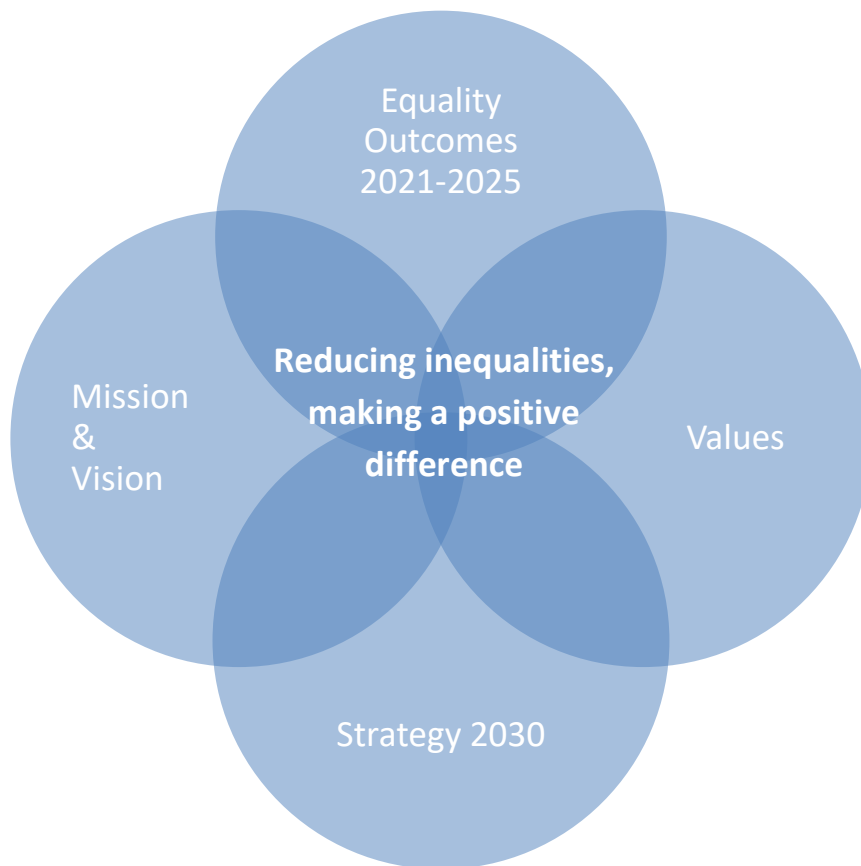 Equality
Outcomes
2021-2025
Reducing inequalities,
making a positive
difference
Mission
&
Vision
Values
Strategy 2030